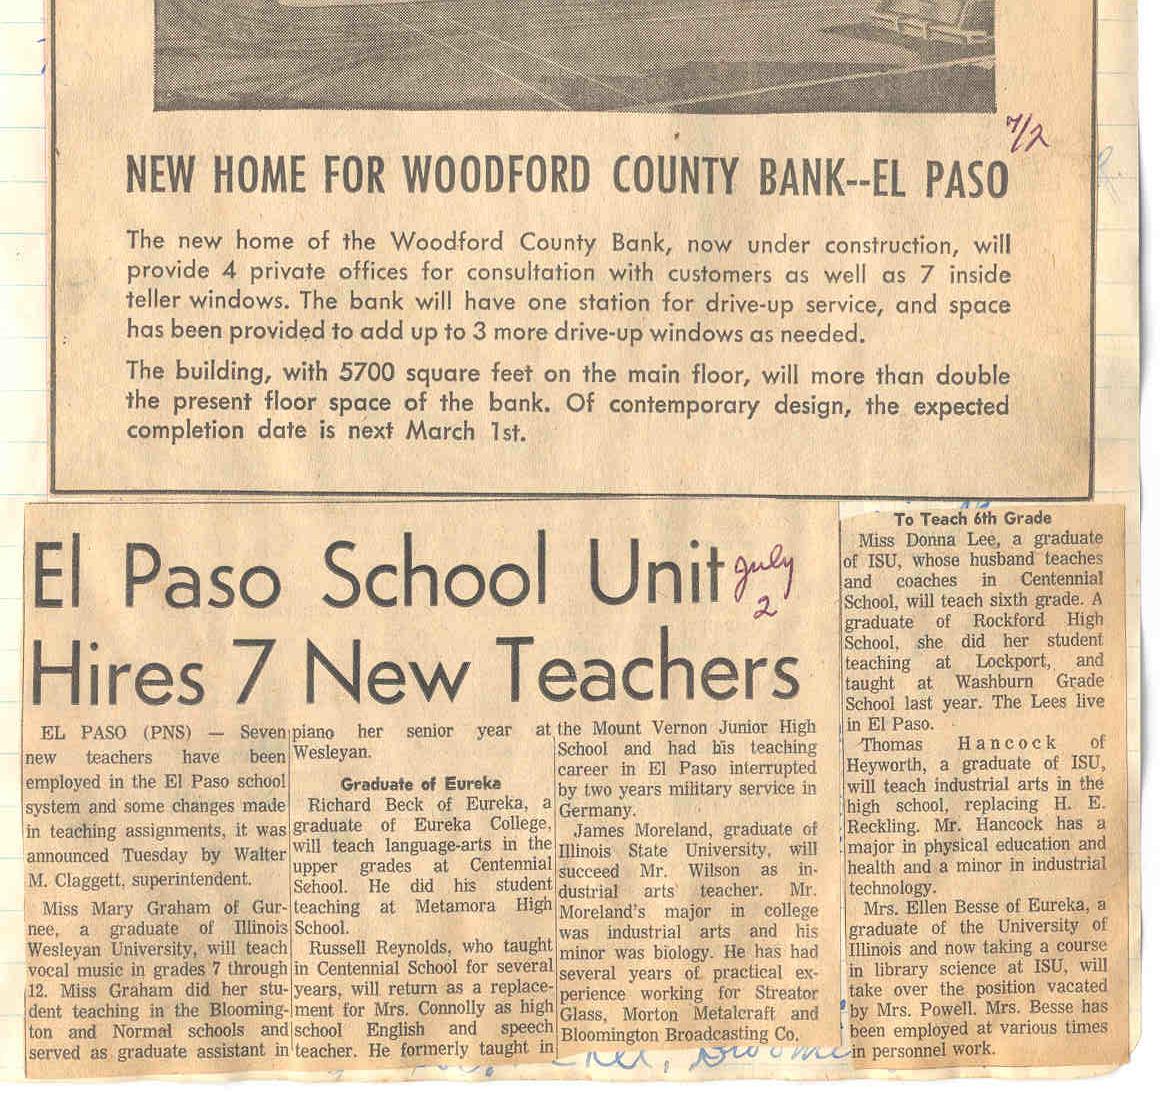 7/2
NEW HOME FOR WOODFORD COUNTY BANK--EL PASO
The new home of the Woodford County Bank, now under construction, will
provide 4 private offices for consultation with customers as well as 7 inside
teller windows. The bank will have one station for drive-up service, and space
has been provided to add up to 3 more drive-up windows as needed.
The building, with 5700 square feet on the main floor, will more than double
the present floor space of the bank. Of contemporary design, the expected
completion date is next March 1st.
El Paso School Unit
Hires 7 New Teachers
July
2
EL PASO (PNS) — Seven
new teachers have been
employed in the El Paso school
system and some changes made
in teaching assignments, it was
announced Tuesday by Walter
M. Claggett, superintendent.
Miss Mary Graham of Gur-
nee, a graduate of Illinois
Wesleyan University, will teach
vocal music in grades 7 through
12. Miss Graham did her stu-
dent teaching in the Blooming-
ton and Normal schools and
served as graduate assistant in
piano her senior year at
Wesleyan.
Graduate of Eureka
Richard Beck of Eureka, a
graduate of Eureka College,
will teach language-arts in the
upper grades at Centennial
School. He did his student
teaching at Metamora High
School.
Russell Reynolds, who taught
in Centennial School for several
years, will return as a replace-
ment for Mrs. Connolly as high
school English and speech
teacher. He formerly taught in
the Mount Vernon Junior High
School and had his teaching
career in El Paso interrupted
by two years military service in
Germany.
James Moreland, graduate of
Illinois State University, will
succeed Mr. Wilson as in-
dustrial arts teacher. Mr.
Moreland's major in college
was industrial arts and his
minor was biology. He has had
several years of practical ex-
perience working for Streator
Glass, Morton Metalcraft and
Bloomington Broadcasting Co.
To Teach 6th Grade
Miss Donna Lee, a graduate
of ISU, whose husband teaches
and coaches in Centennial
School, will teach sixth grade. A
graduate of Rockford High
School, she did her student
teaching at Lockport, and
taught at Washburn Grade
School last year. The Lees live
in El Paso.
Thomas Hancock of
Heyworth, a graduate of ISU,
will teach industrial arts in the
high school, replacing H. E.
Reckling. Mr. Hancock has a
major in physical education and
health and a minor in industrial
technology.
Mrs. Ellen Besse of Eureka, a
graduate of the University of
Illinois and now taking a course
in library science at ISU, will
take over the position vacated
by Mrs. Powell. Mrs. Besse has
been employed at various times
in personnel work.